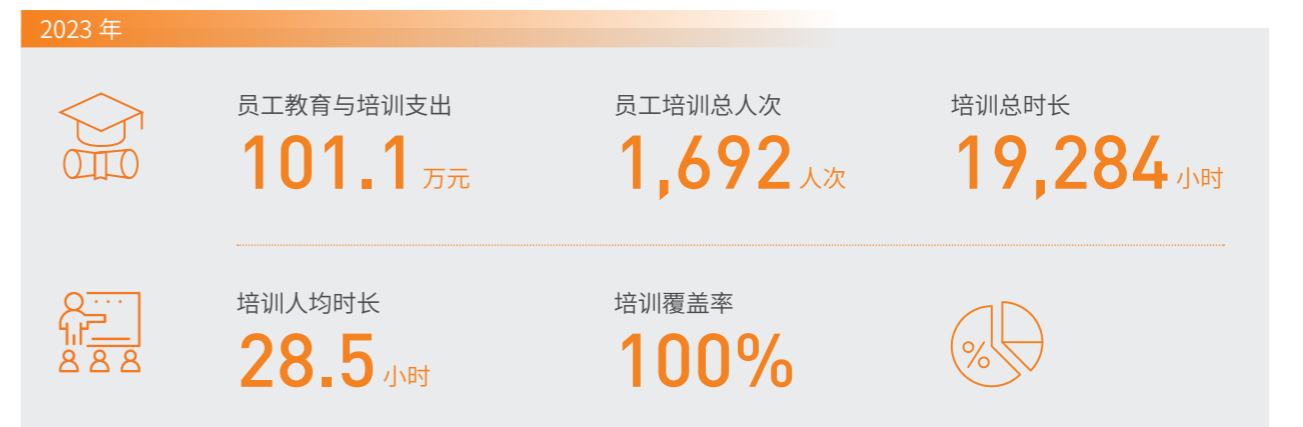 2023 年
员工教育与培训支出
101.1 万元
员工培训总人次
1,692 人次
培训总时长
19,284 小时
培训人均时长
28.5 小时
培训覆盖率
100%
%